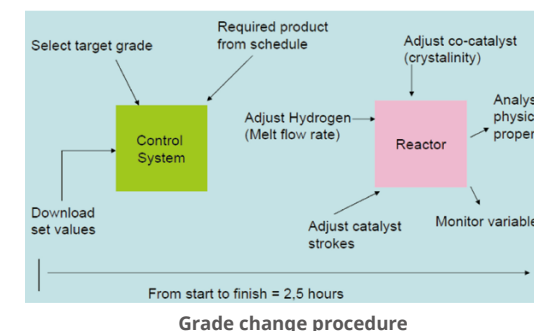 Required product
from schedule
Select target grade
Adjust co-catalyst
(crystalinity)
Adjust Hydrogen
(Melt flow rate)
Control
System
Reactor
Download
set values
Adjust catalyst
strokes
Monitor
From start to finish = 2,5 hours
Grade change procedure